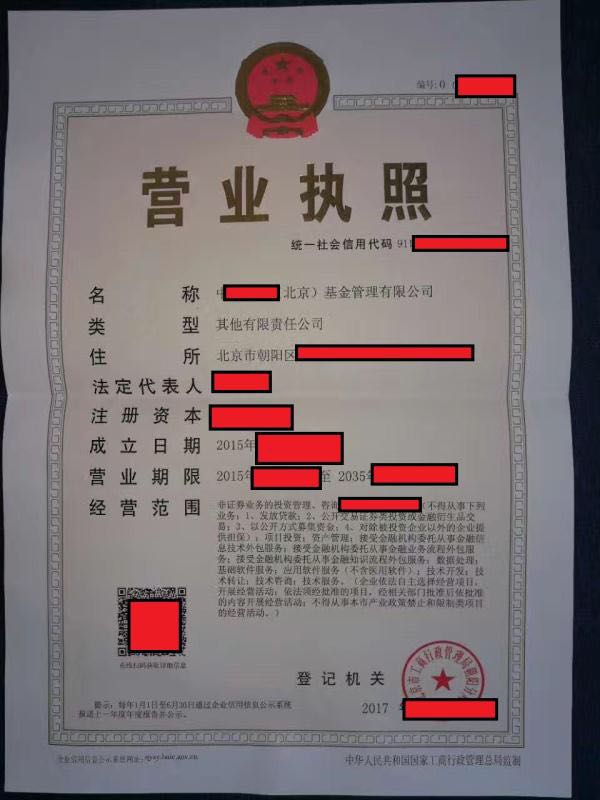 编号:0
营业执照
统一社会信用代码 911
名称 中 北京）基金管理有限公司
类型 其他有限责任公司
住所 北京市朝阳区
法定代表人
注册资本
成立日期 2015年
营业期限 2015年 至 2035年
经营范围 非证券业务的投资管理、咨询 （不得从事下列
业务：1、发放贷款；2、公开交易证券类投资或金融衍生品交
易；3、以公开方式募集资金；4、对除被投资企业以外的企业提
供担保）；项目投资；资产管理；接受金融机构委托从事金融信
息技术外包服务；接受金融机构委托从事金融业务流程外包服
务；接受金融机构委托从事金融知识流程外包服务；数据处理；
基础软件服务；应用软件服务（不含医用软件）；技术开发；技
术转让；技术咨询；技术服务。（企业依法自主选择经营项目，
开展经营活动；依法须经批准的项目，经相关部门批准后依批准
的内容开展经营活动；不得从事本市产业政策禁止和限制类项目
的经营活动。）
在线扫码获取详细信息
登记机关
北京市工商行政管理局朝阳分
2017 年
提示：每年1月1日至6月30日通过企业信用信息公示系统
报送上一年度年度报告并公示。
企业信用信息公示系统网址：qyxy.baic.gov.cn
中华人民共和国国家工商行政管理总局监制